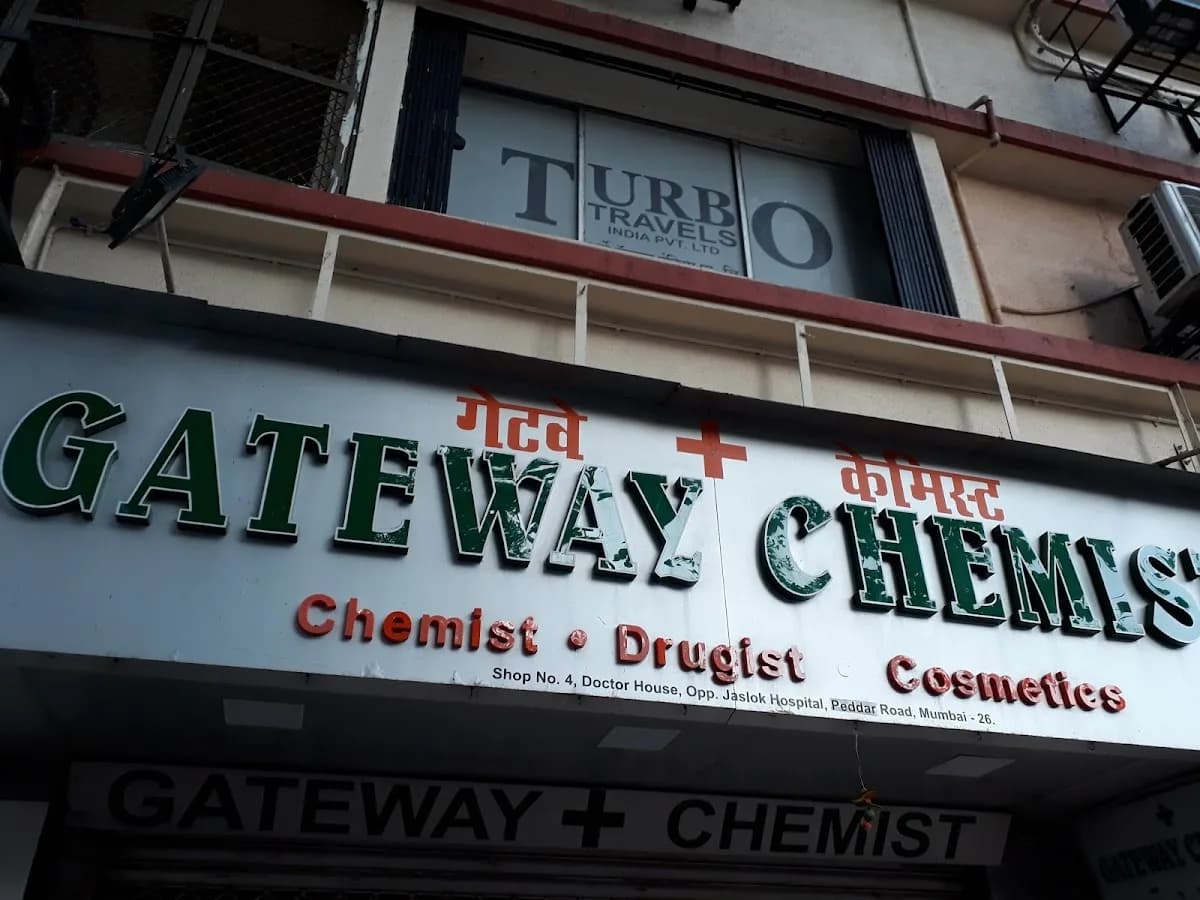 TURBO
TRAVELS
INDIA PVT. LTD
गेटवे + केमिस्ट
GATEWAY CHEMIST
Chemist • Drugist Cosmetics
Shop No. 4, Doctor House, Opp. Jaslok Hospital, Peddar Road, Mumbai - 26.
GATEWAY + CHEMIST
GATEWAY